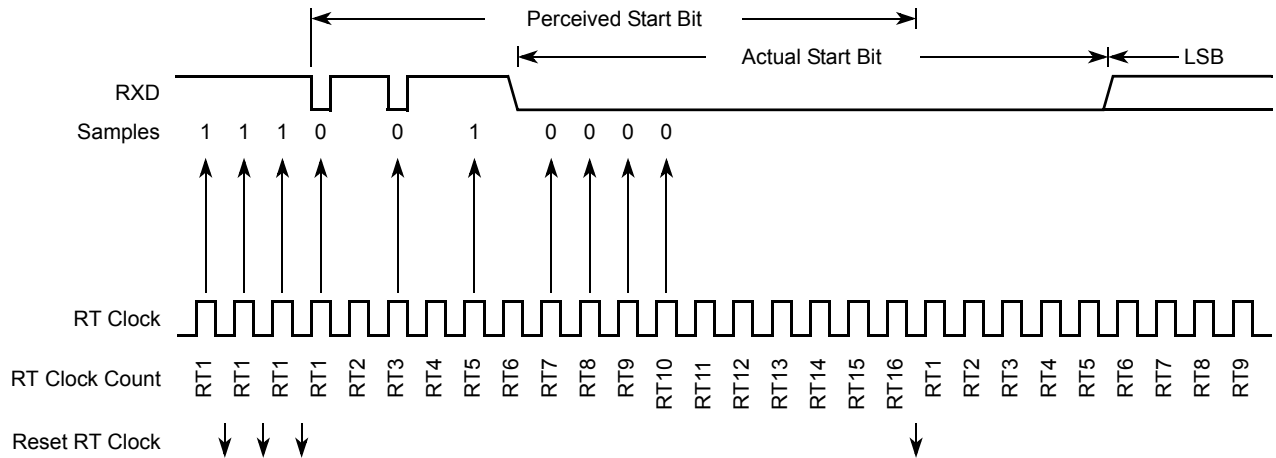 Perceived Start Bit
Actual Start Bit
LSB
RXD
Samples 1 1 1 0 0 1 0 0 0 0
RT Clock
RT Clock Count RT1 RT1 RT1 RT1 RT2 RT3 RT4 RT5 RT6 RT7 RT8 RT9 RT10 RT11 RT12 RT13 RT14 RT15 RT16 RT1 RT2 RT3 RT4 RT5 RT6 RT7 RT8 RT9
Reset RT Clock